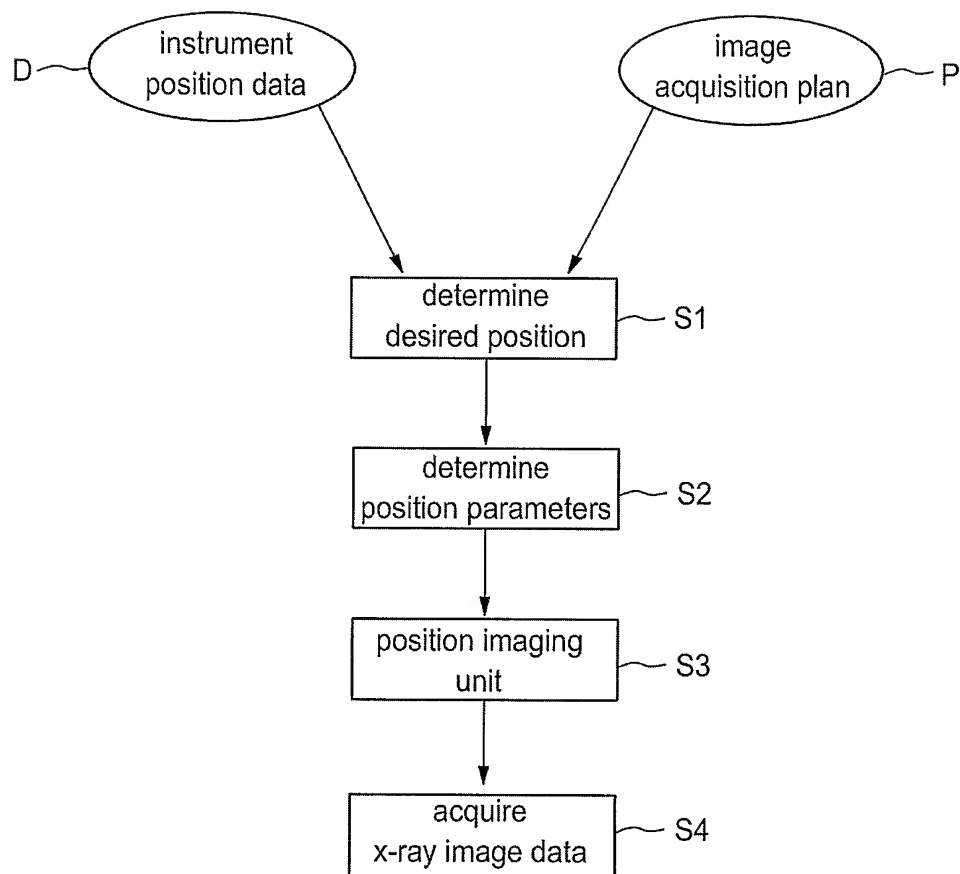 instrument
position data
D
image
acquisition plan
P
determine
desired position
S1
determine
position parameters
S2
position imaging
unit
S3
acquire
x-ray image data
S4